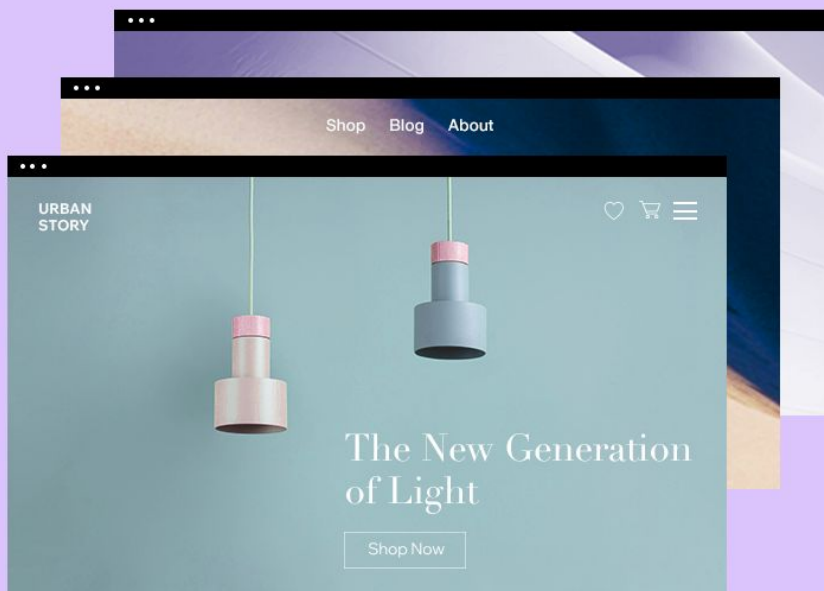 Shop Blog About
URBAN
STORY
The New Generation
of Light
Shop Now